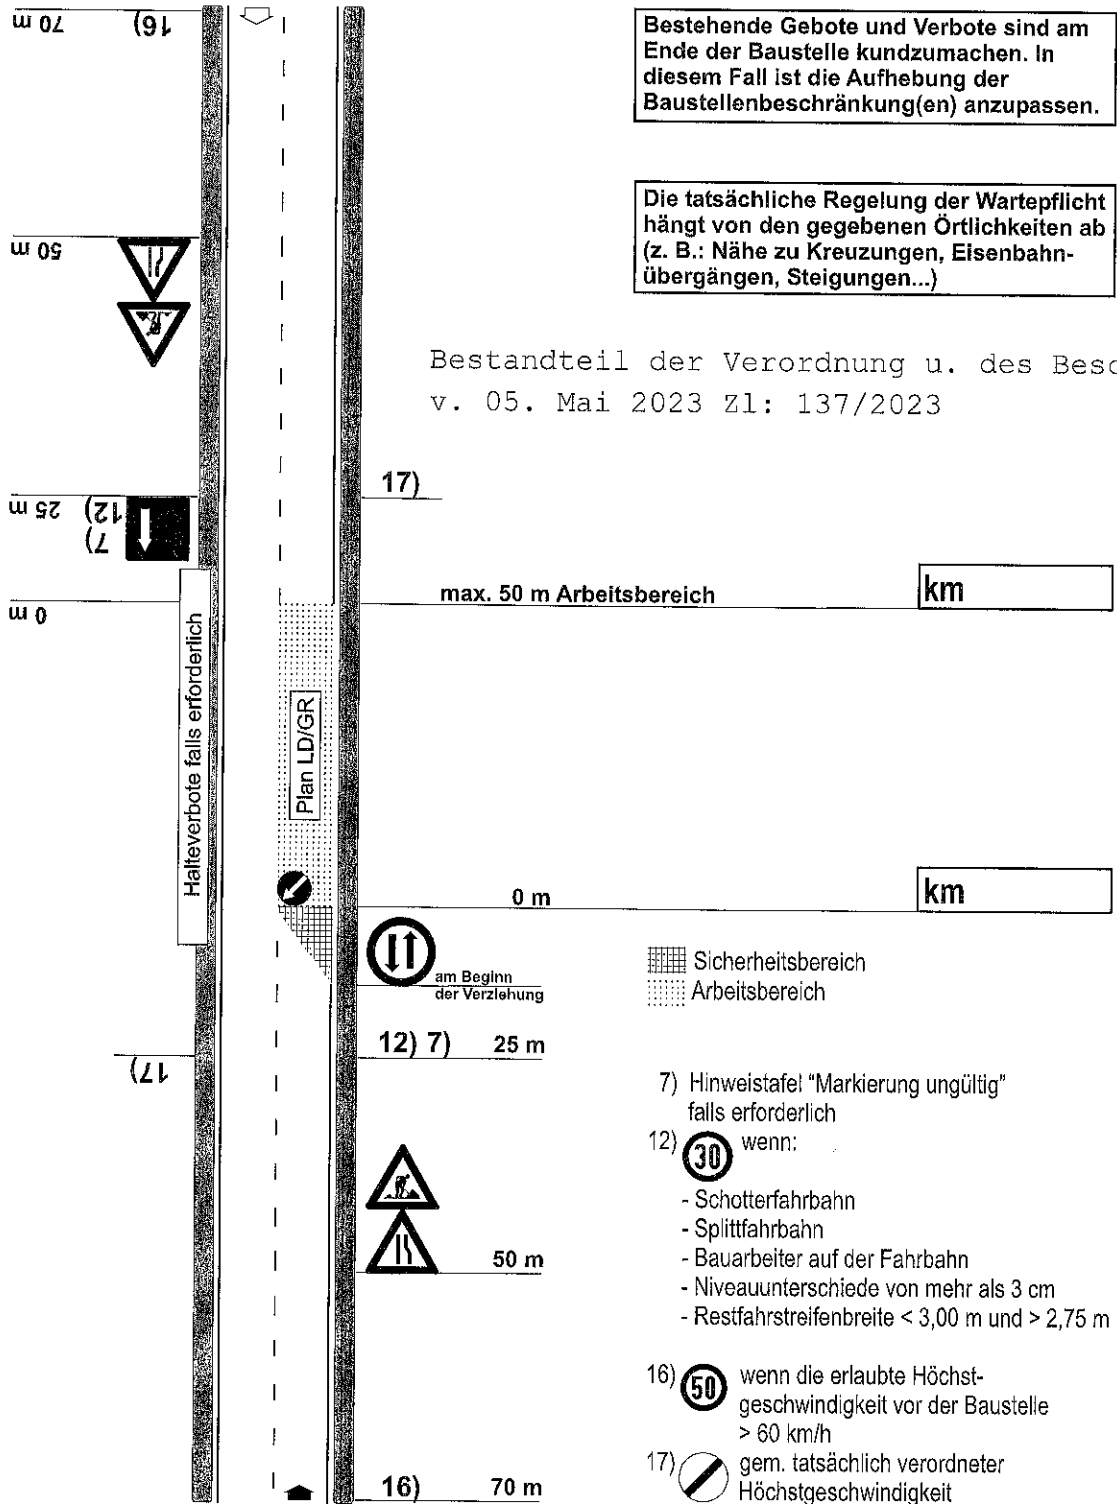 70 m
16)
Bestehende Gebote und Verbote sind am
Ende der Baustelle kundzumachen. In
diesem Fall ist die Aufhebung der
Baustellenbeschränkung(en) anzupassen.
Die tatsächliche Regelung der Wartepflicht
hängt von den gegebenen Örtlichkeiten ab
(z. B.: Nähe zu Kreuzungen, Eisenbahn-
übergängen, Steigungen...)
50 m
Bestandteil der Verordnung u. des
v. 05. Mai 2023 Zl: 137/2023
17)
25 m
12)
7)
max. 50 m Arbeitsbereich
km
0 m
Halteverbote falls erforderlich
Plan LD/GR
0 m
km
am Beginn
der Verziehung
Sicherheitsbereich
Arbeitsbereich
12) 7) 25 m
17)
7) Hinweistafel "Markierung ungültig"
falls erforderlich
12) 30 wenn:
- Schotterfahrbahn
- Splittfahrbahn
- Bauarbeiter auf der Fahrbahn
- Niveauunterschiede von mehr als 3 cm
- Restfahrstreifenbreite < 3,00 m und > 2,75 m
50 m
16) 50 wenn die erlaubte Höchst-
geschwindigkeit vor der Baustelle
> 60 km/h
17) gem. tatsächlich verordneter
Höchstgeschwindigkeit
16) 70 m